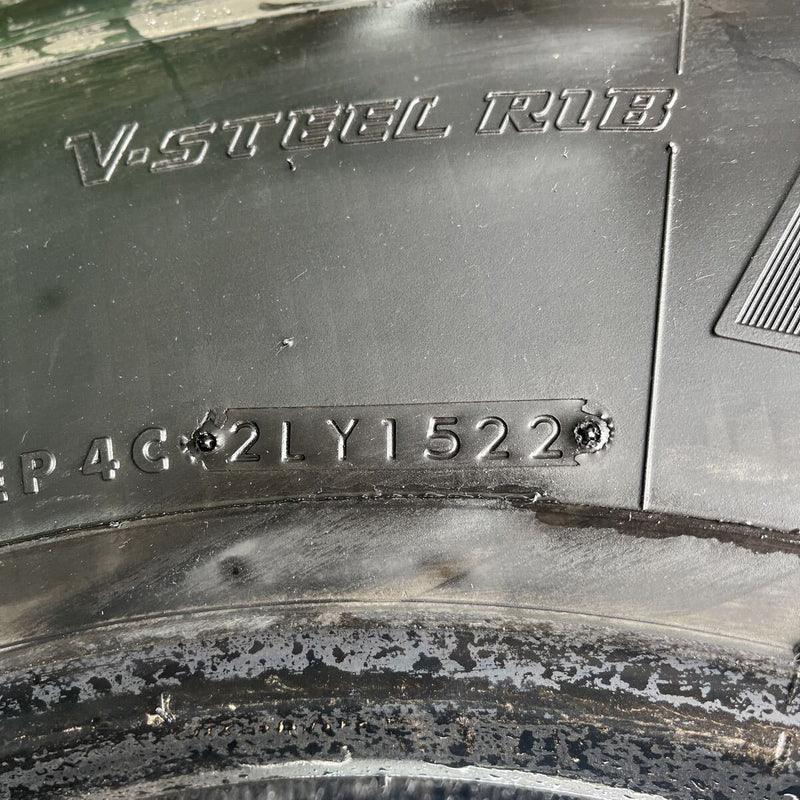 V-STEEL RIB
EP 4C 2LY1522